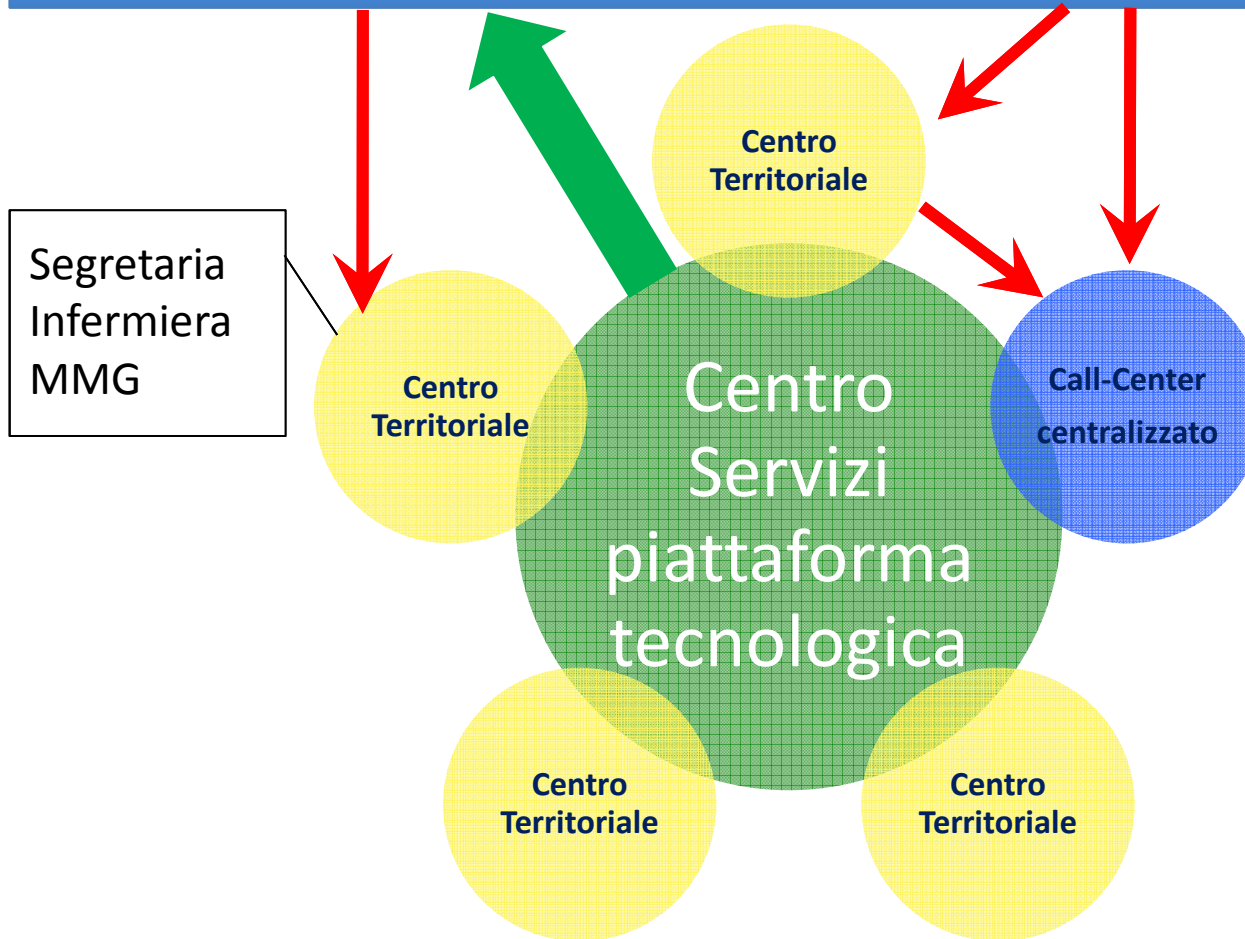 Centro
Territoriale
Segretaria
Infermiera
MMG
Centro
Territoriale
Call-Center
centralizzato
Centro
Servizi
piattaforma
tecnologica
Centro
Territoriale
Centro
Territoriale